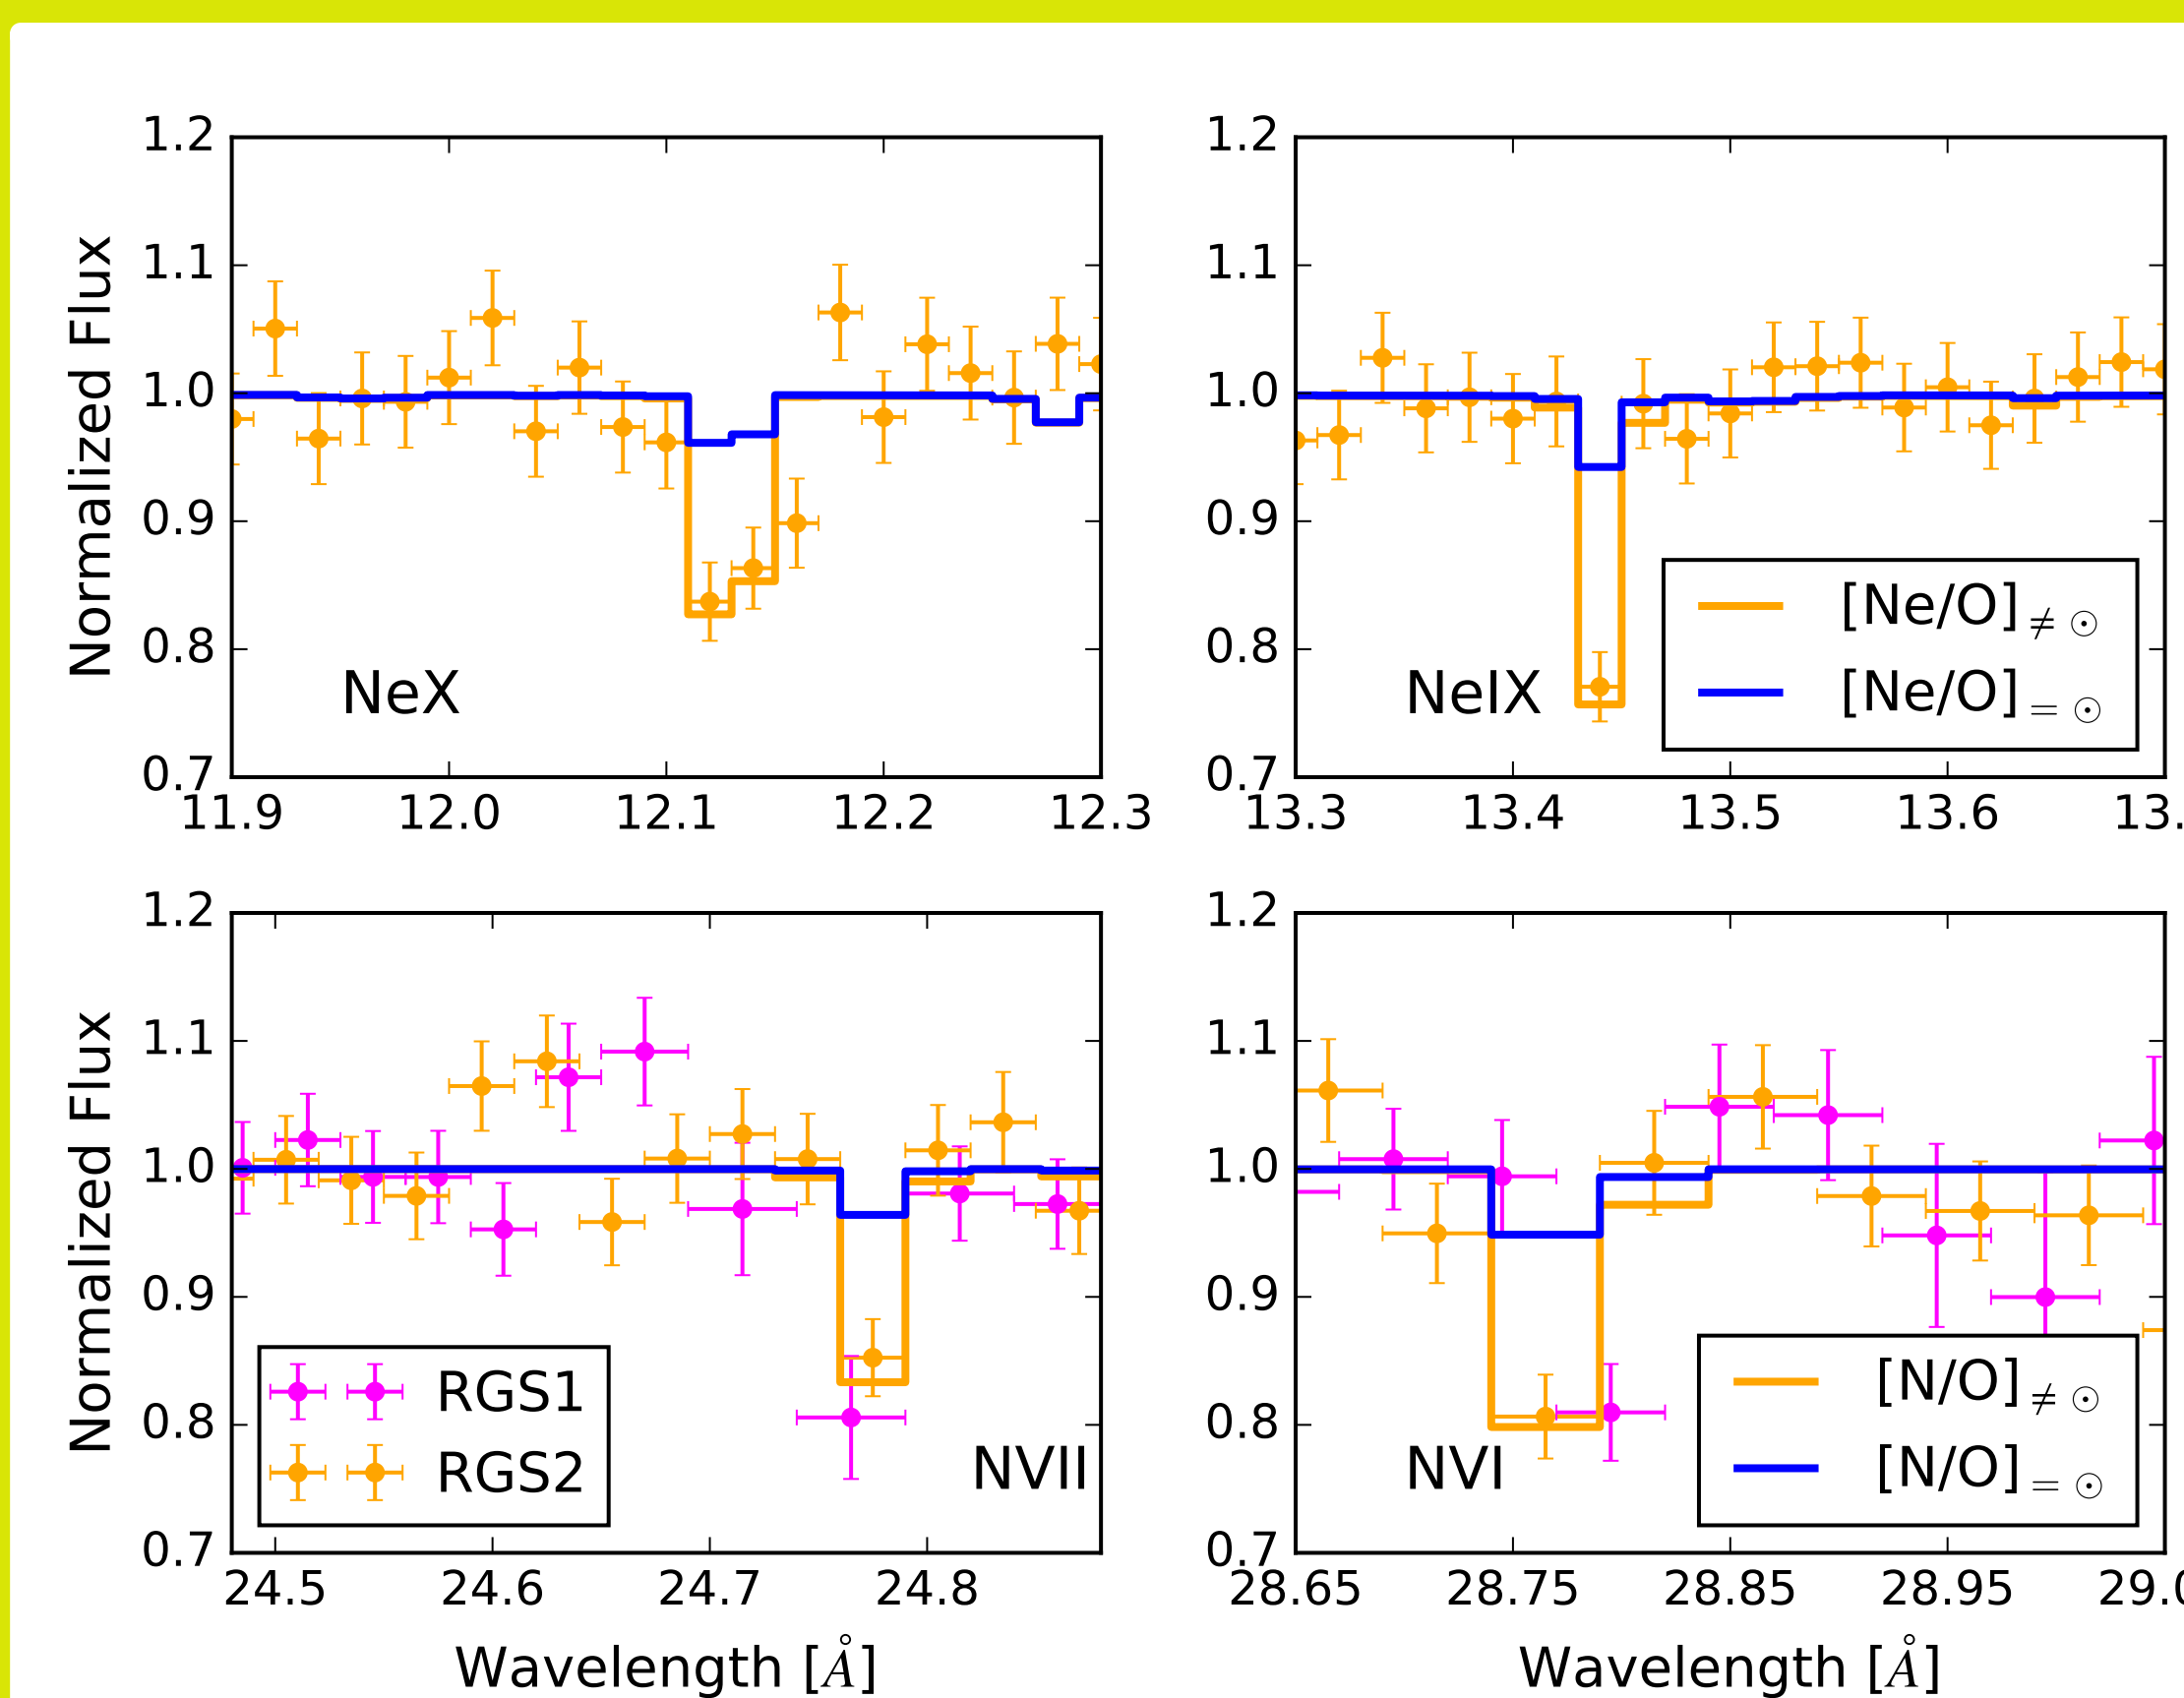 1.2
1.1
1.0
0.9
0.8
0.7
Normalized Flux
NeX
11.9 12.0 12.1 12.2 12.3
1.2
1.1
1.0
0.9
0.8
0.7
NeIX
[Ne/O] ≠ ⊙
[Ne/O] = ⊙
13.3 13.4 13.5 13.6 13.
1.2
1.1
1.0
0.9
0.8
0.7
Normalized Flux
RGS1
RGS2
NVII
24.5 24.6 24.7 24.8
Wavelength [Å]
1.2
1.1
1.0
0.9
0.8
0.7
NVI
[N/O] ≠ ⊙
[N/O] = ⊙
28.65 28.75 28.85 28.95 29.0
Wavelength [Å]